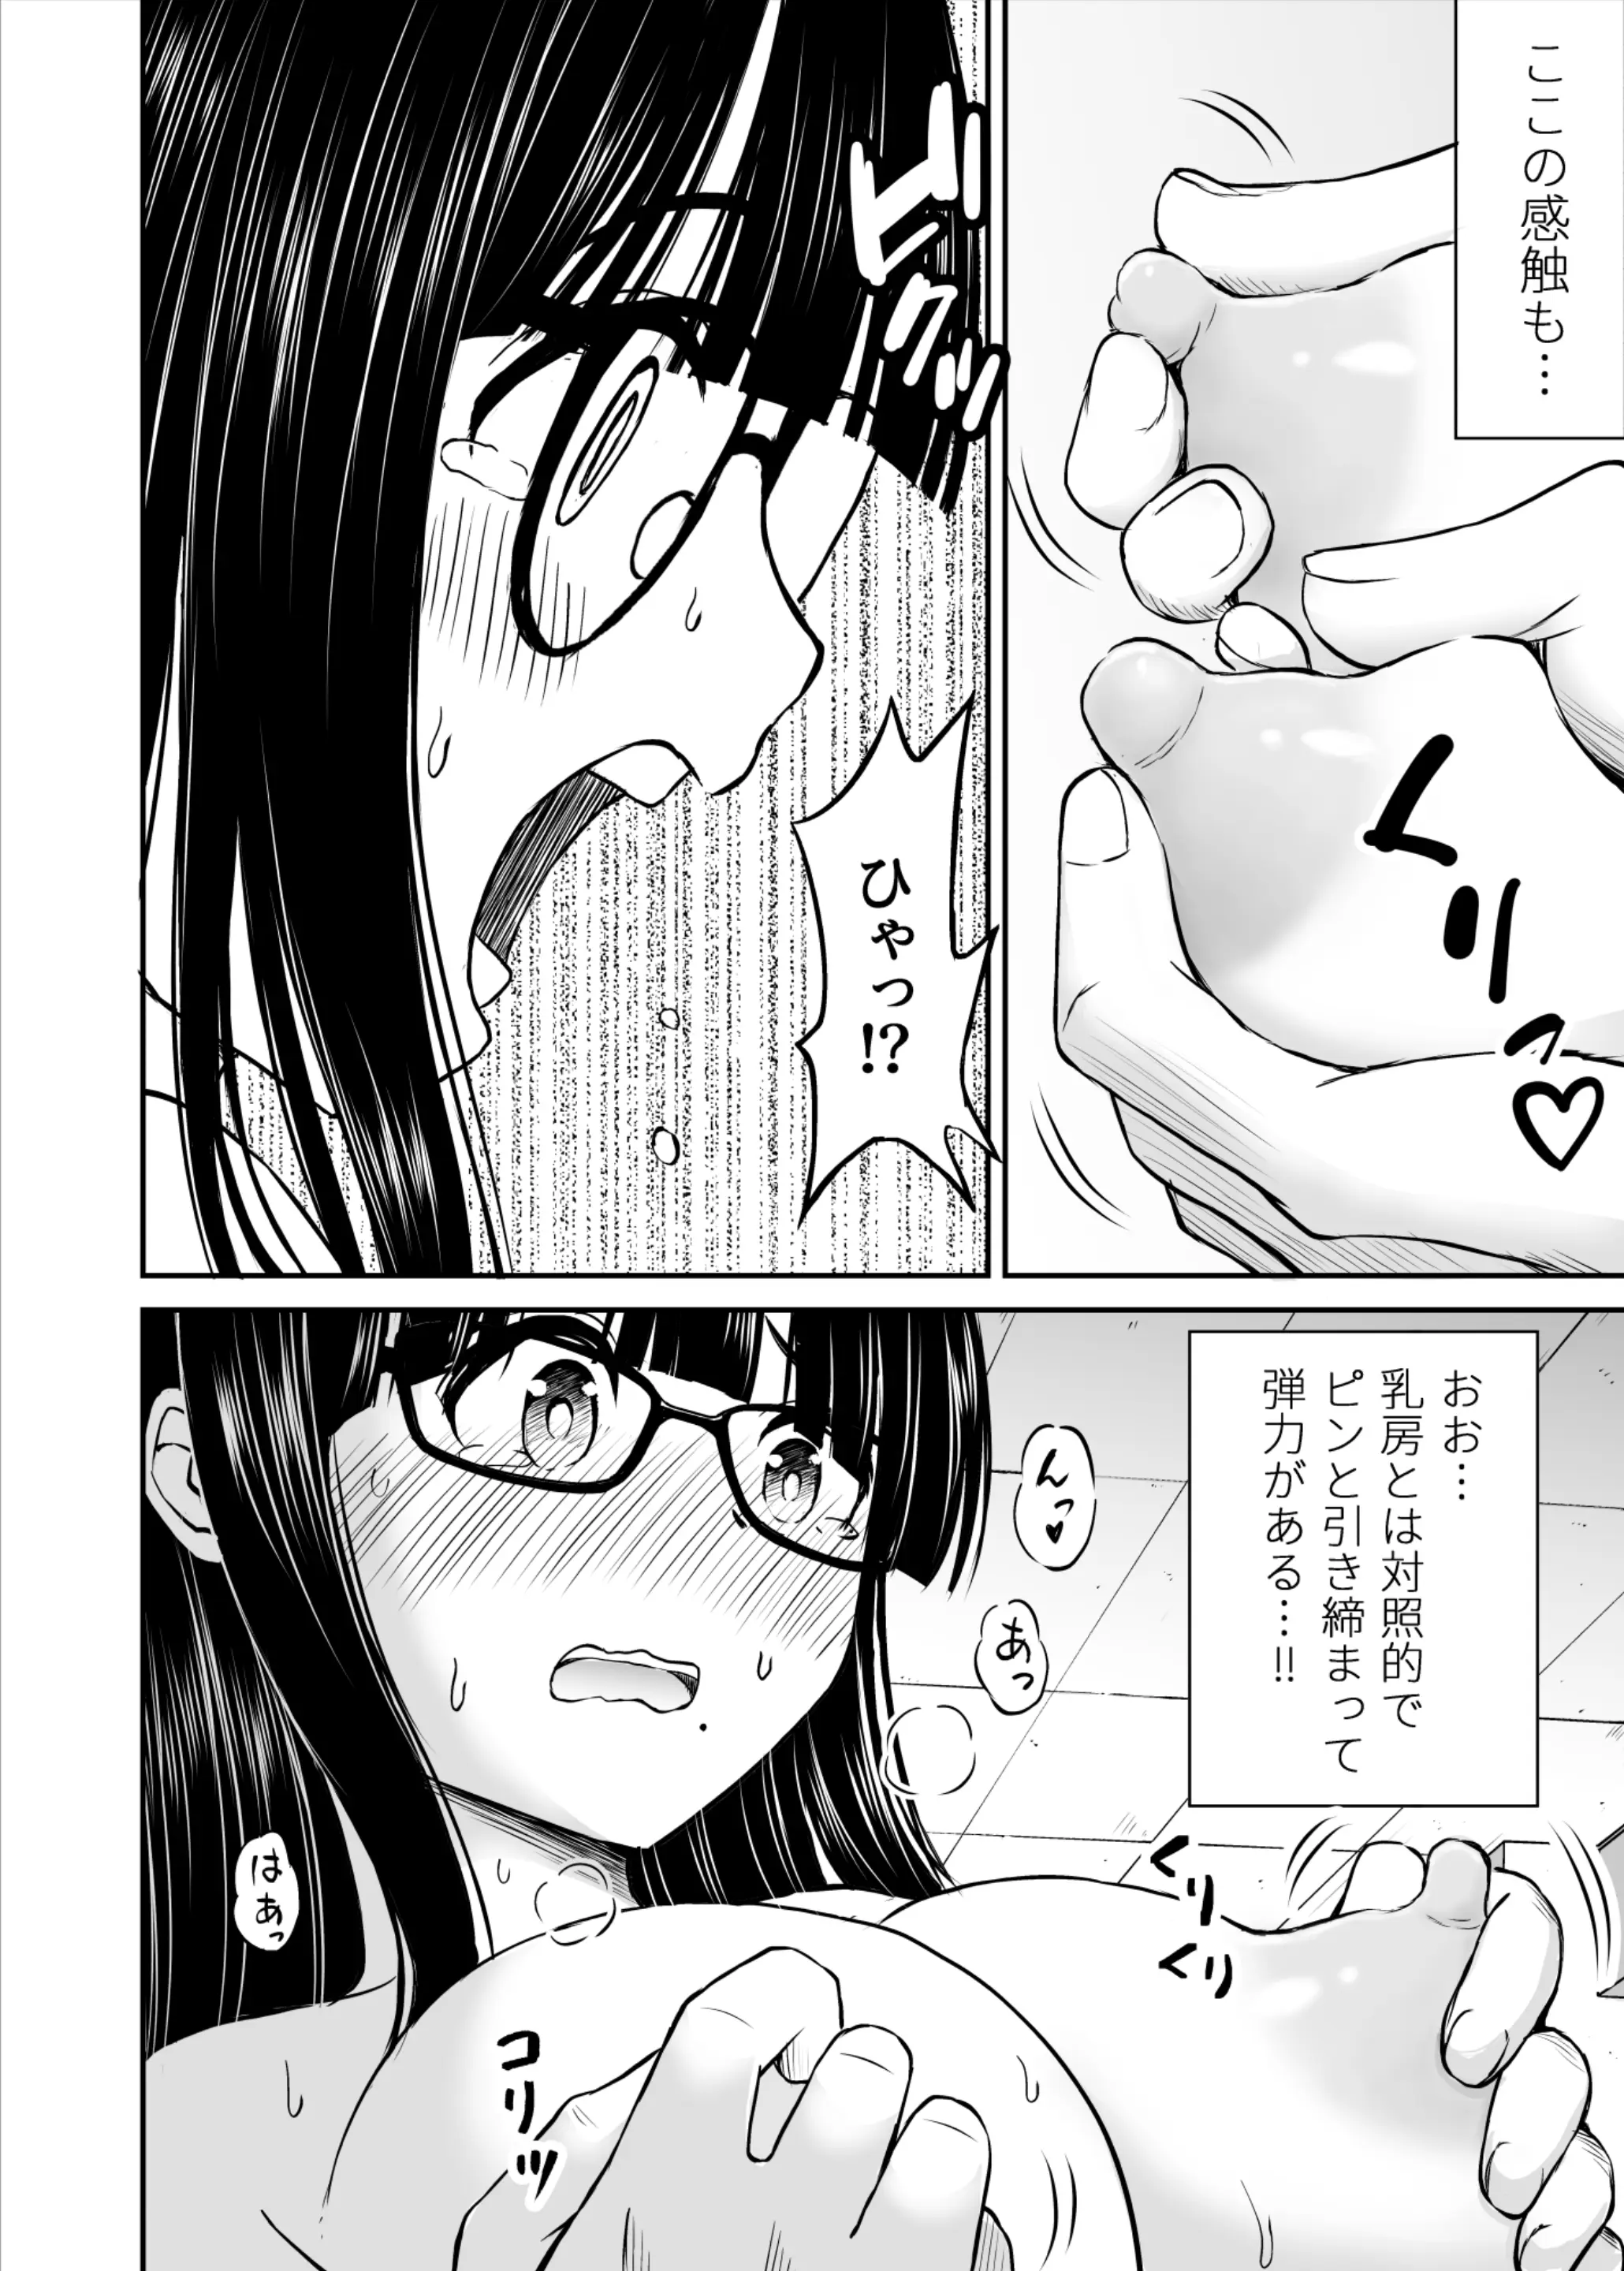 ここの感触も…
クリッ♡
ビクッ
ひゃっ!?
おお…
乳房とは対照的で
ピンと引き締まって
弾力がある…!!
んっ♥
あっ
くり
くり
コリッ
はあっ